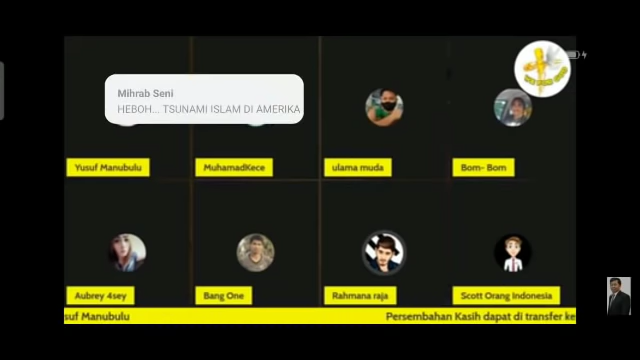 Mihrab Seni
HEBOH... TSUNAMI ISLAM DI AMERIKA
Yusuf Manubulu
MuhamadKece
ulama muda
Bom- Bom
Aubrey 4sey
Bang One
Rahmana raja
Scott Orang Indonesia
suf Manubulu
Persembahan Kasih dapat di transfer ke